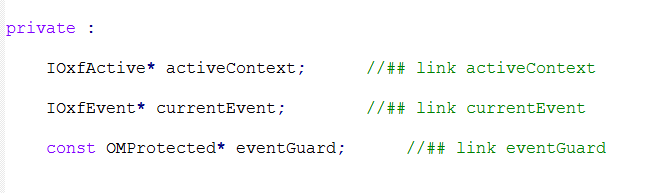 private :
IOxfActive* activeContext; //## link activeContext
IOxfEvent* currentEvent; //## link currentEvent
const OMProtected* eventGuard; //## link eventGuard